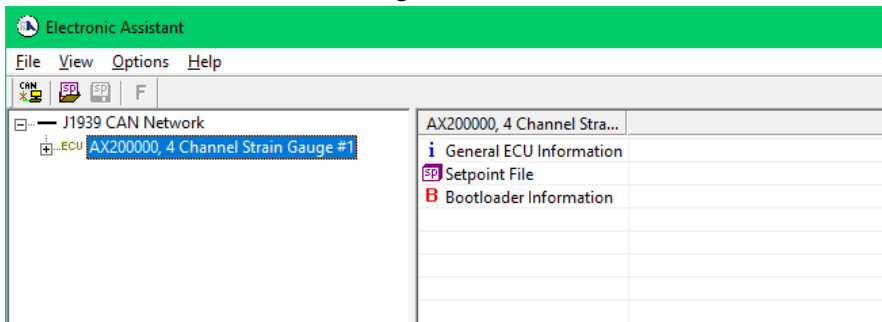 Electronic Assistant
File View Options Help
CAN SP SP F
J1939 CAN Network
ECU AX200000, 4 Channel Strain Gauge #1
AX200000, 4 Channel Stra...
i General ECU Information
SP Setpoint File
B Bootloader Information